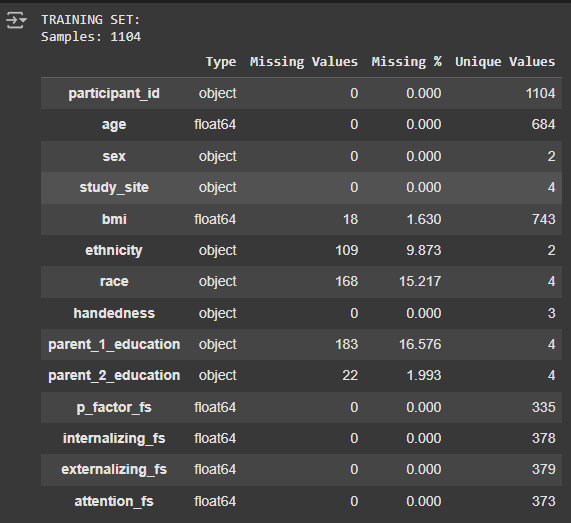 TRAINING SET:
Samples: 1104
Type Missing Values Missing % Unique Values
participant_id object 0 0.000 1104
age float64 0 0.000 684
sex object 0 0.000 2
study_site object 0 0.000 4
bmi float64 18 1.630 743
ethnicity object 109 9.873 2
race object 168 15.217 4
handedness object 0 0.000 3
parent_1_education object 183 16.576 4
parent_2_education object 22 1.993 4
p_factor_fs float64 0 0.000 335
internalizing_fs float64 0 0.000 378
externalizing_fs float64 0 0.000 379
attention_fs float64 0 0.000 373